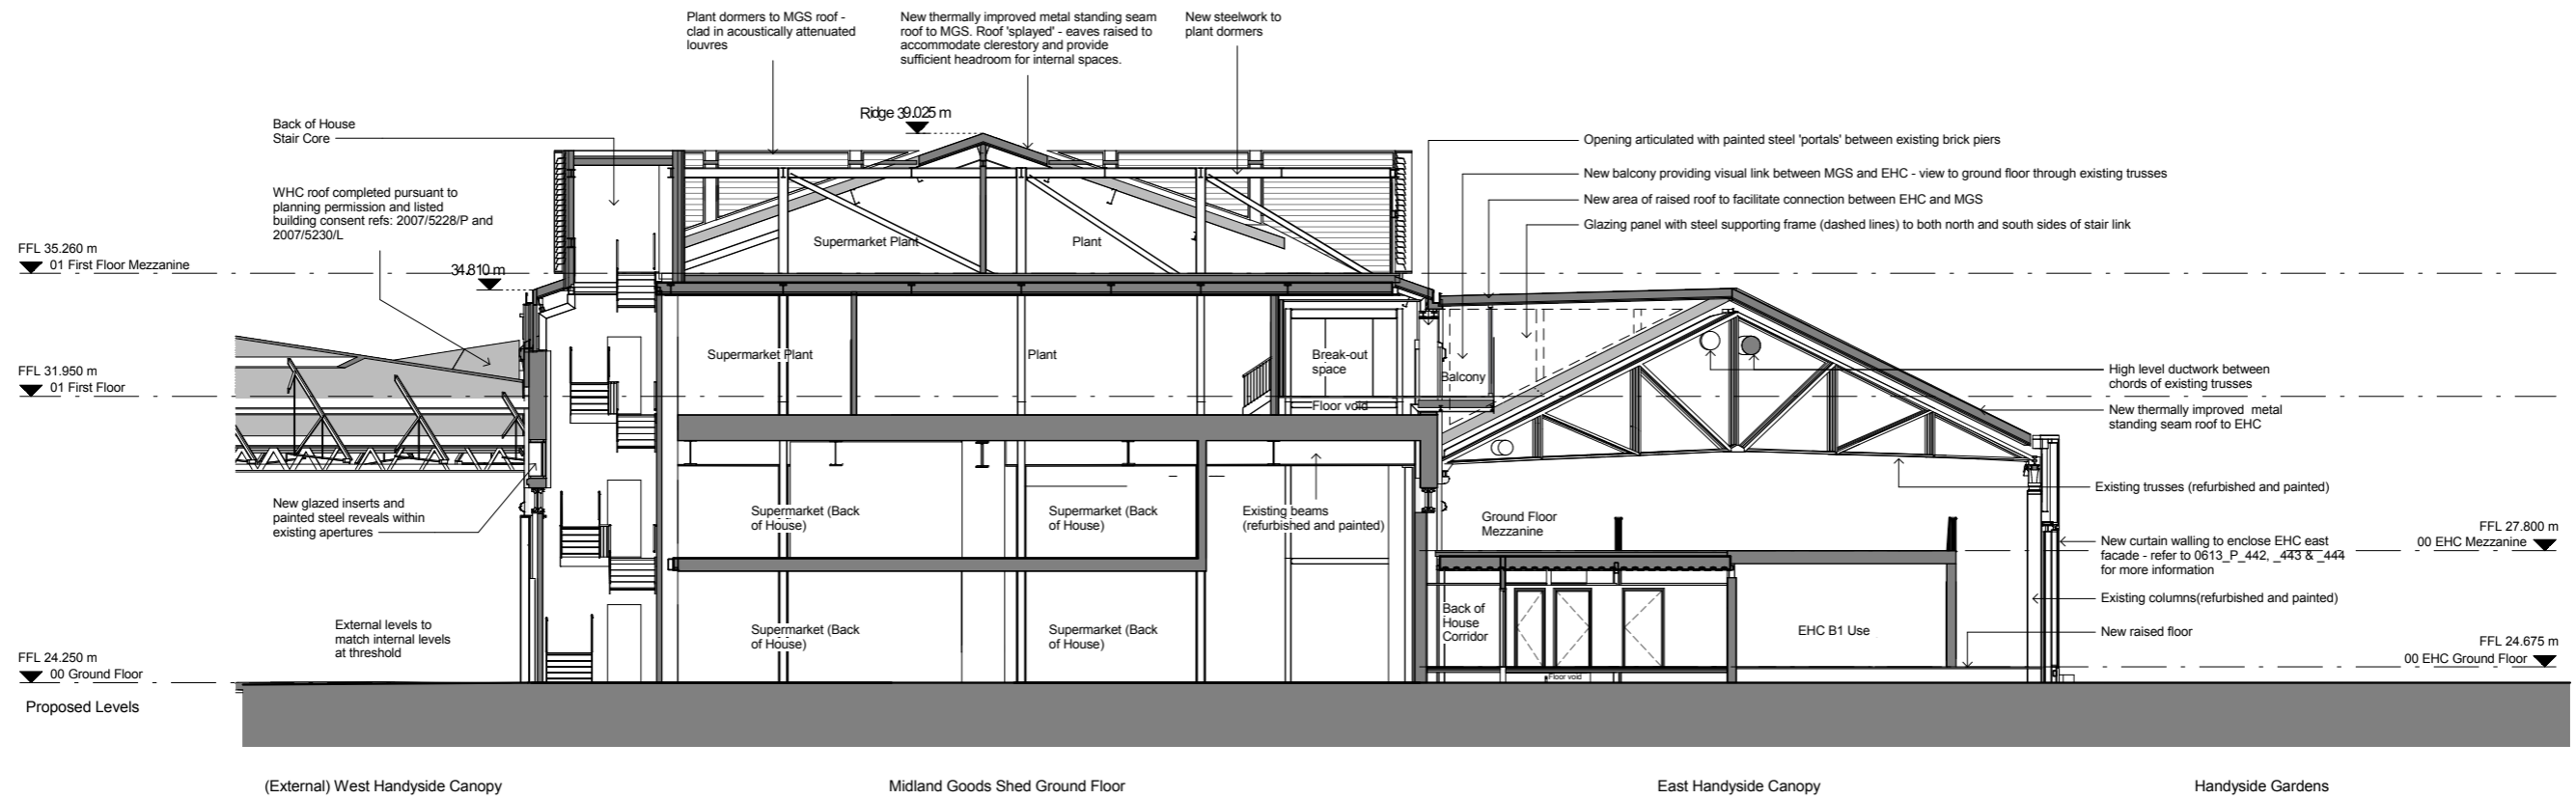 Plant dormers to MGS roof -
clad in acoustically attenuated
louvres
New thermally improved metal standing seam
roof to MGS. Roof 'splayed' - eaves raised to
accommodate clerestory and provide
sufficient headroom for internal spaces.
New steelwork to
plant dormers
Ridge 39.025 m
Back of House
Stair Core
Opening articulated with painted steel 'portals' between existing brick piers
New balcony providing visual link between MGS and EHC - view to ground floor through existing trusses
New area of raised roof to facilitate connection between EHC and MGS
Glazing panel with steel supporting frame (dashed lines) to both north and south sides of stair link
WHC roof completed pursuant to
planning permission and listed
building consent refs: 2007/5228/P and
2007/5230/L
FFL 35.260 m
01 First Floor Mezzanine
34.810 m
Supermarket Plant
Plant
Supermarket Plant
Plant
Break-out
space
Balcony
Floor void
FFL 31.950 m
01 First Floor
High level ductwork between
chords of existing trusses
New thermally improved metal
standing seam roof to EHC
Existing trusses (refurbished and painted)
New glazed inserts and
painted steel reveals within
existing apertures
Supermarket (Back
of House)
Supermarket (Back
of House)
Existing beams
(refurbished and painted)
Ground Floor
Mezzanine
FFL 27.800 m
00 EHC Mezzanine
New curtain walling to enclose EHC east
facade - refer to 0613_P_442, _443 & _444
for more information
Existing columns(refurbished and painted)
New raised floor
External levels to
match internal levels
at threshold
Supermarket (Back
of House)
Supermarket (Back
of House)
Back of
House
Corridor
EHC B1 Use
Floor void
FFL 24.675 m
00 EHC Ground Floor
FFL 24.250 m
00 Ground Floor
Proposed Levels
(External) West Handyside Canopy
Midland Goods Shed Ground Floor
East Handyside Canopy
Handyside Gardens